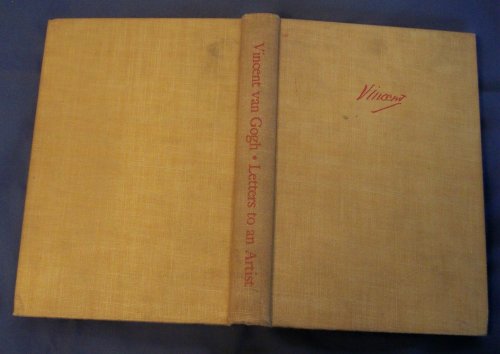 Vincent van Gogh • Letters to an Artist
Vincent